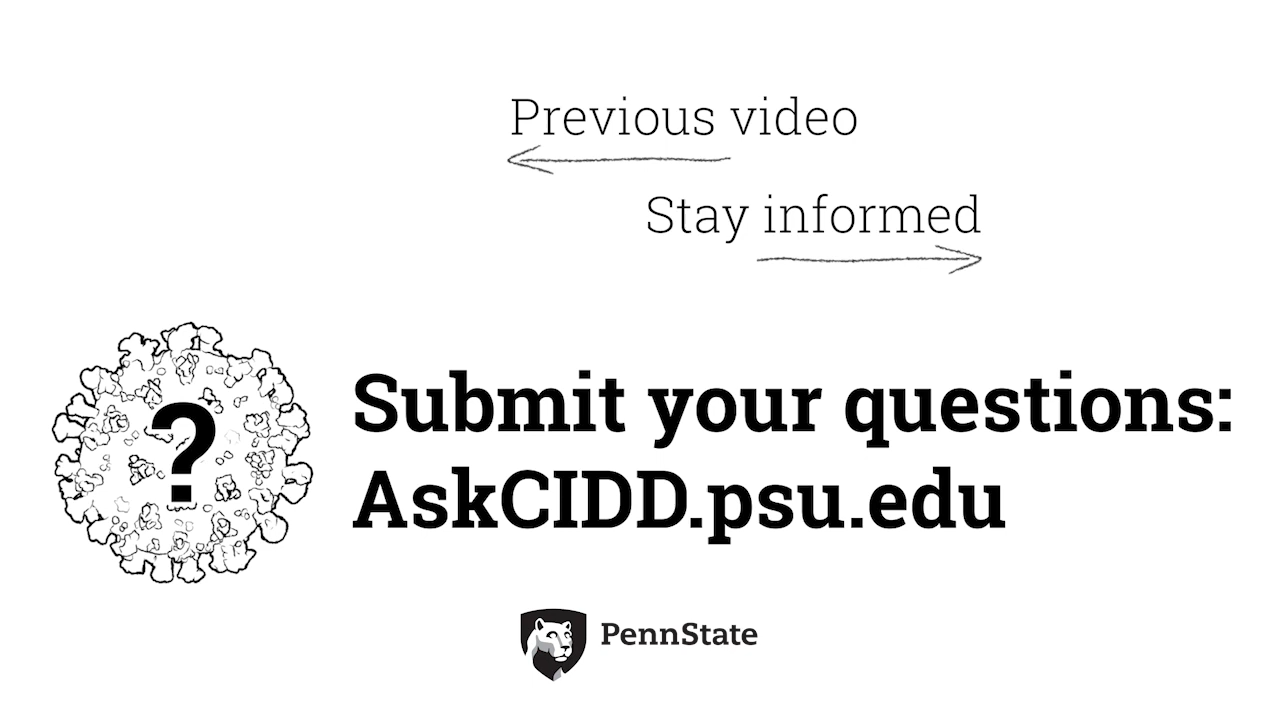 Previous video
Stay informed
?
Submit your questions:
AskCIDD.psu.edu
PennState